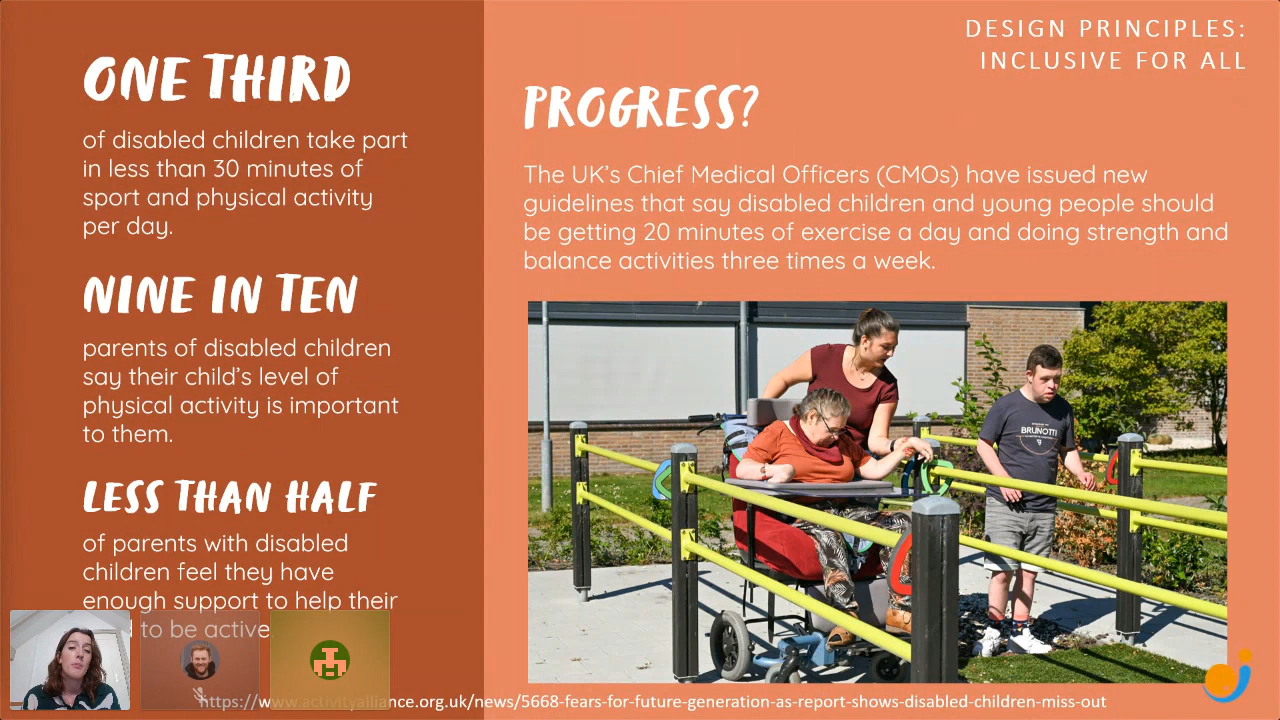 DESIGN PRINCIPLES:
INCLUSIVE FOR ALL
ONE THIRD
of disabled children take part
in less than 30 minutes of
sport and physical activity
per day.
NINE IN TEN
parents of disabled children
say their child's level of
physical activity is important
to them.
LESS THAN HALF
of parents with disabled
children feel they have
enough support to help their
to be active.
PROGRESS?
The UK's Chief Medical Officers (CMOs) have issued new
guidelines that say disabled children and young people should
be getting 20 minutes of exercise a day and doing strength and
balance activities three times a week.
BRUNOTTI
https://www.activityalliance.org.uk/news/5668-fears-for-future-generation-as-report-shows-disabled-children-miss-out